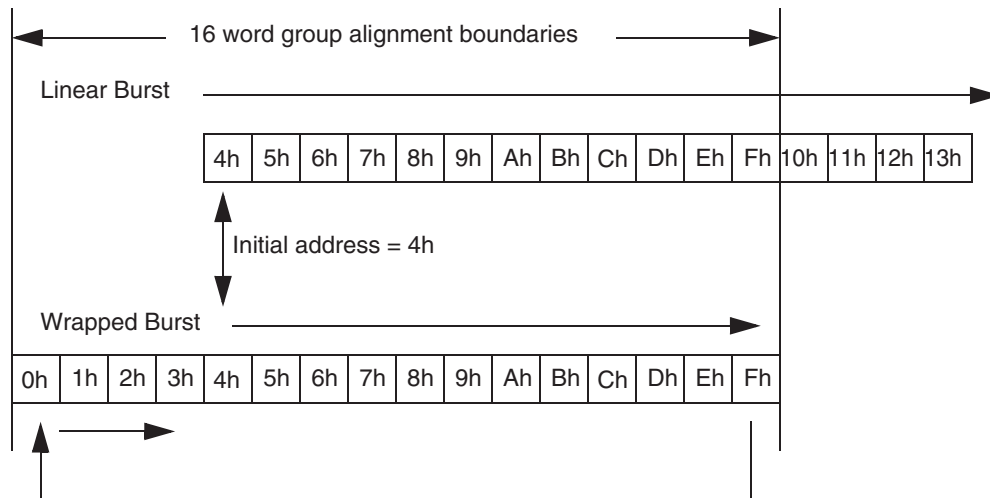 16 word group alignment boundaries
Linear Burst
4h 5h 6h 7h 8h 9h Ah Bh Ch Dh Eh Fh 10h 11h 12h 13h
Initial address = 4h
Wrapped Burst
0h 1h 2h 3h 4h 5h 6h 7h 8h 9h Ah Bh Ch Dh Eh Fh